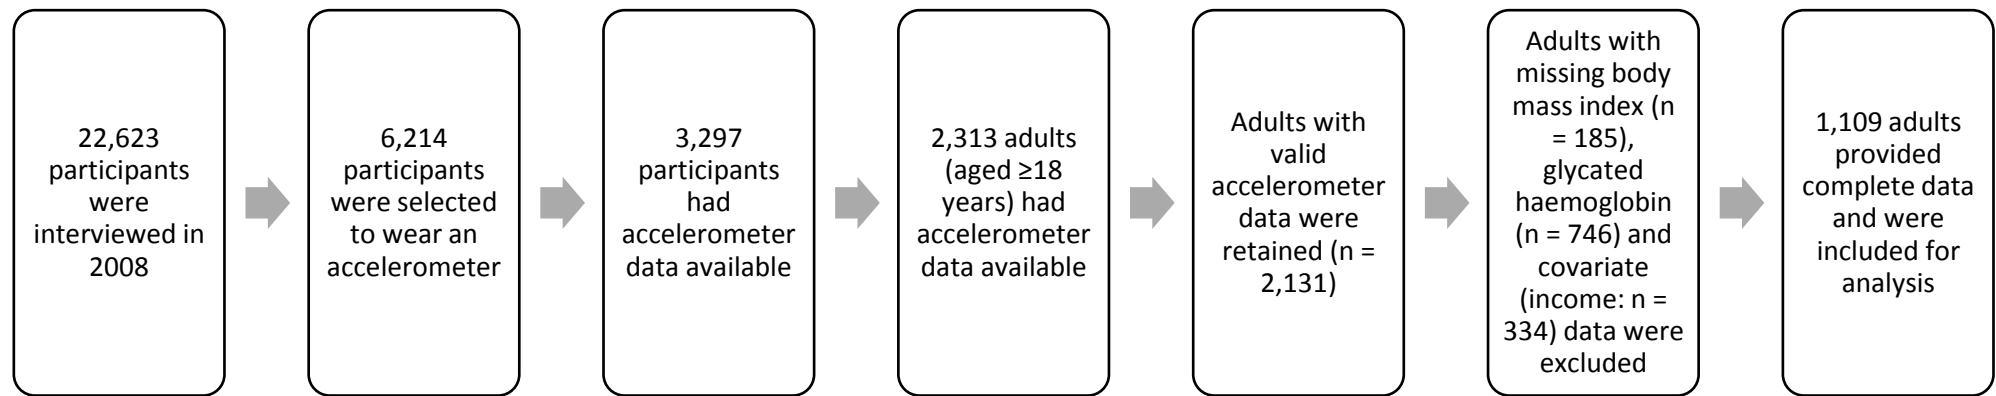 22,623
participants
were
interviewed in
2008
6,214
participants
were selected
to wear an
accelerometer
3,297
participants
had
accelerometer
data available
2,313 adults
(aged ≥18
years) had
accelerometer
data available
Adults with
valid
accelerometer
data were
retained (n =
2,131)
Adults with
missing body
mass index (n
= 185),
glycated
haemoglobin
(n = 746) and
covariate
(income: n =
334) data were
excluded
1,109 adults
provided
complete data
and were
included for
analysis